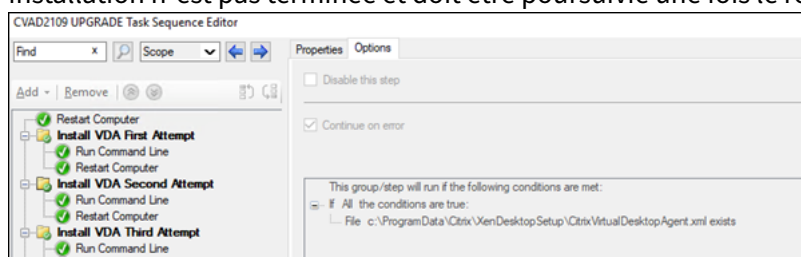 installation n'est pas terminée et doit être poursuivie une fois le
CVAD2109 UPGRADE Task Sequence Editor
Find x Scope
Properties Options
Add Remove
Disable this step
Continue on error
Restart Computer
Install VDA First Attempt
Run Command Line
Restart Computer
Install VDA Second Attempt
Run Command Line
Restart Computer
Install VDA Third Attempt
Run Command Line
This group/step will run if the following conditions are met:
If All the conditions are true:
File c:\ProgramData\Citrix\XenDesktopSetup\CitrixVirtualDesktopAgent.xml exists